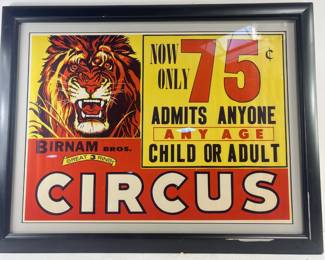 NOW
ONLY
75¢
ADMITS ANYONE
ANY AGE
CHILD OR ADULT
BIRNAM BROS.
GREAT 3 RING
CIRCUS